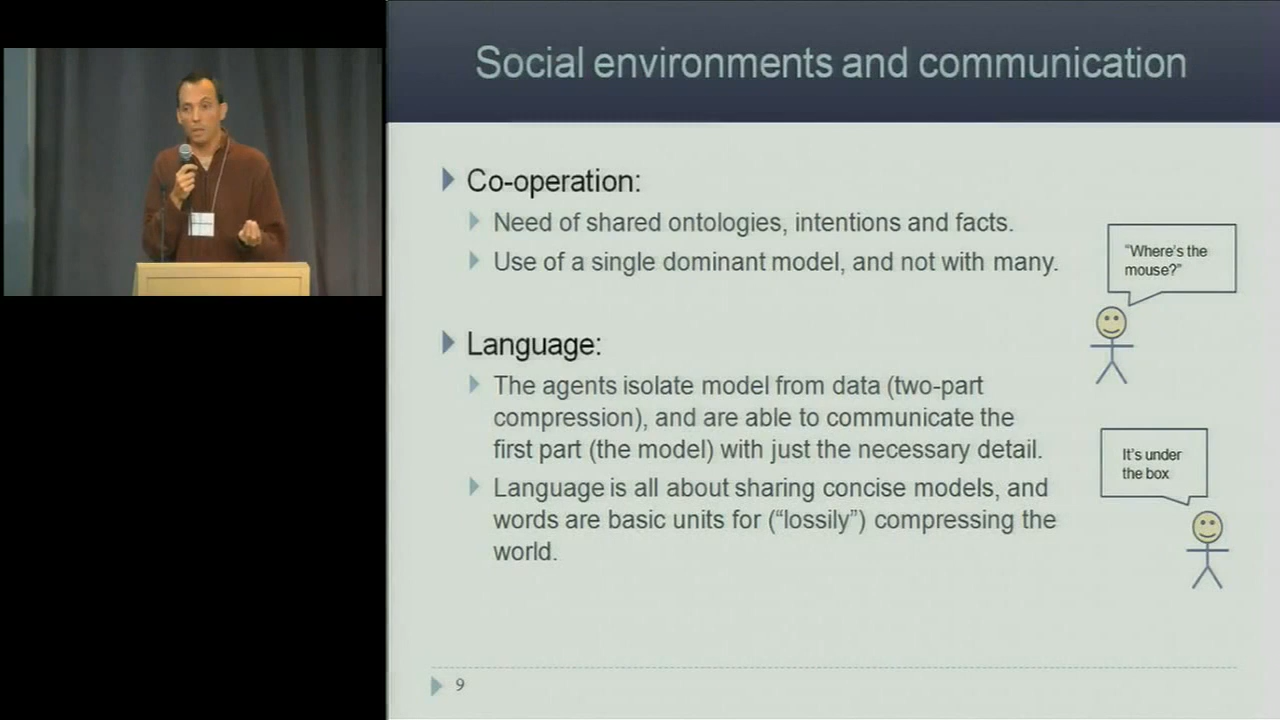 Social environments and communication
Co-operation:
Need of shared ontologies, intentions and facts.
Use of a single dominant model, and not with many.
"Where's the
mouse?"
Language:
The agents isolate model from data (two-part
compression), and are able to communicate the
first part (the model) with just the necessary detail.
Language is all about sharing concise models, and
words are basic units for ("lossily") compressing the
world.
It's under
the box
9